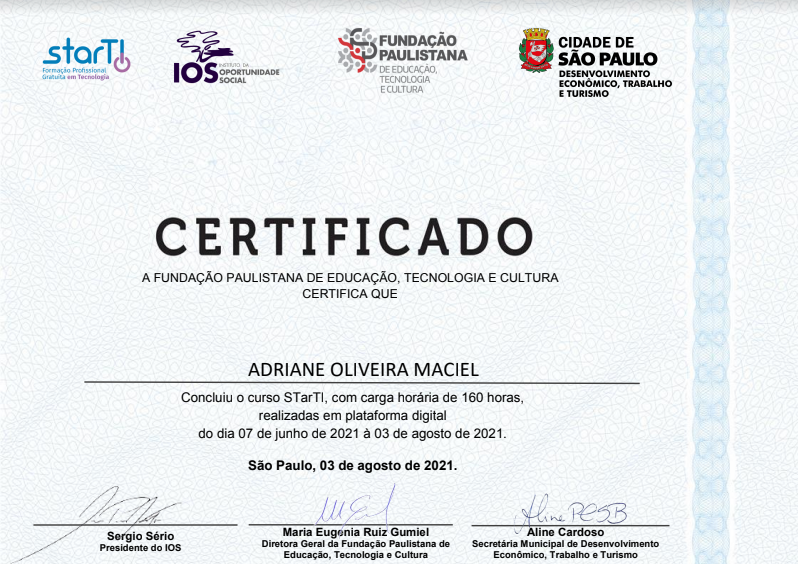 starTI
Formação Profissional
Gratuita em Tecnologia
IOS
INSTITUTO DA
OPORTUNIDADE
SOCIAL
FUNDAÇÃO
PAULISTANA
DE EDUCAÇÃO,
TECNOLOGIA
E CULTURA
CIDADE DE
SÃO PAULO
DESENVOLVIMENTO
ECONÔMICO, TRABALHO
E TURISMO
CERTIFICADO
A FUNDAÇÃO PAULISTANA DE EDUCAÇÃO, TECNOLOGIA E CULTURA
CERTIFICA QUE
ADRIANE OLIVEIRA MACIEL
Concluiu o curso STarTI, com carga horária de 160 horas,
realizadas em plataforma digital
do dia 07 de junho de 2021 à 03 de agosto de 2021.
São Paulo, 03 de agosto de 2021.
Sergio Sério
Presidente do IOS
Maria Eugenia Ruiz Gumiel
Diretora Geral da Fundação Paulistana de
Educação, Tecnologia e Cultura
Aline
Aline Cardoso
Secretária Municipal de Desenvolvimento
Econômico, Trabalho e Turismo